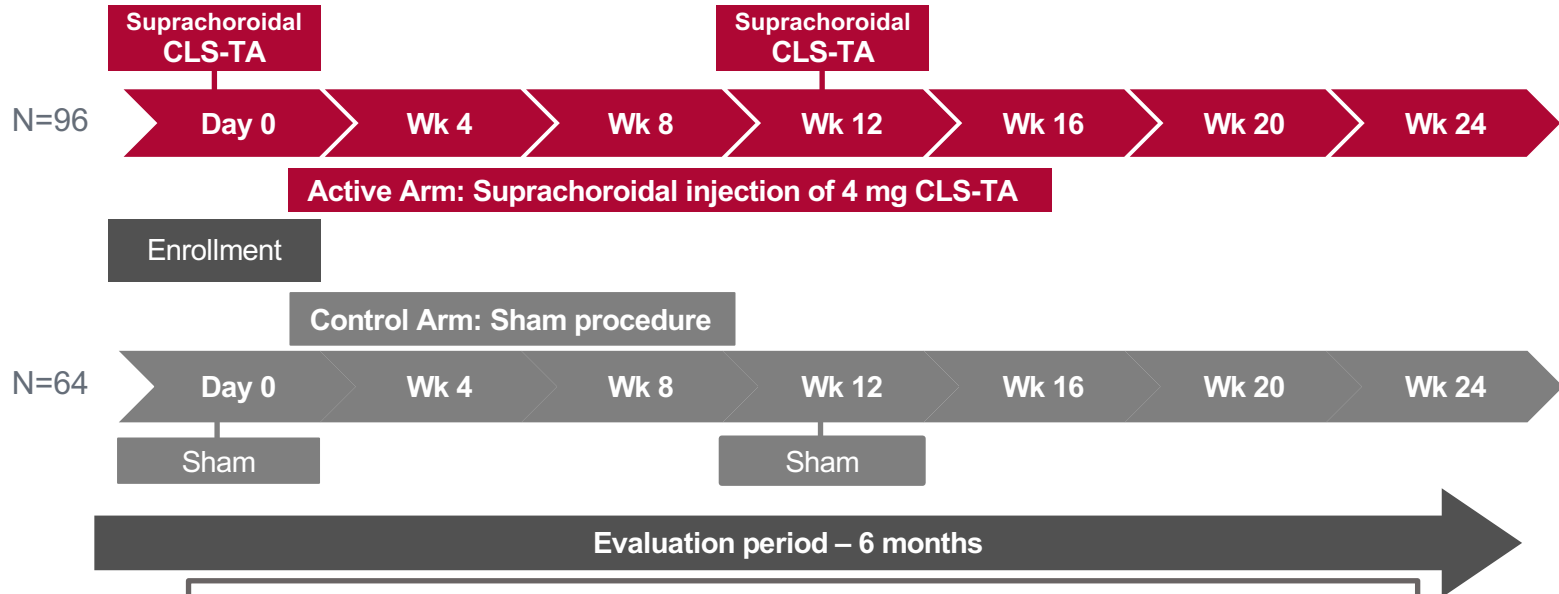 Suprachoroidal
CLS-TA
Suprachoroidal
CLS-TA
N=96
Day 0
Wk 4
Wk 8
Wk 12
Wk 16
Wk 20
Wk 24
Active Arm: Suprachoroidal injection of 4 mg CLS-TA
Enrollment
Control Arm: Sham procedure
N=64
Day 0
Wk 4
Wk 8
Wk 12
Wk 16
Wk 20
Wk 24
Sham
Sham
Evaluation period – 6 months